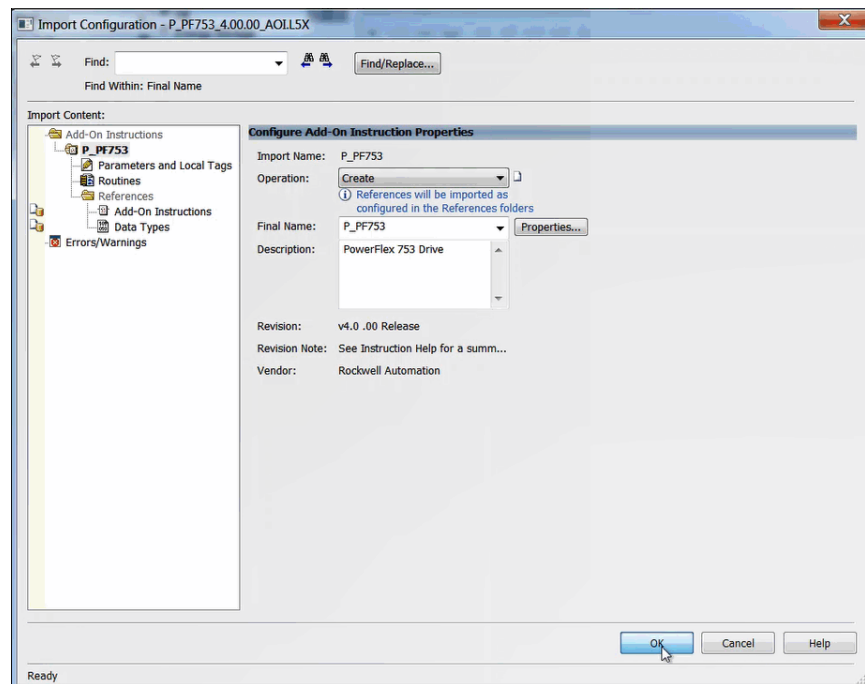 Import Configuration - P_PF753_4.00.00_AOI.L5X
X
Find:
Find/Replace...
Find Within: Final Name
Import Content:
Add-On Instructions
P_PF753
Parameters and Local Tags
Routines
References
Add-On Instructions
Data Types
Errors/Warnings
Configure Add-On Instruction Properties
Import Name: P_PF753
Operation: Create
References will be imported as
configured in the References folders
Final Name: P_PF753 Properties...
Description: PowerFlex 753 Drive
Revision: v4.0 .00 Release
Revision Note: See Instruction Help for a summ...
Vendor: Rockwell Automation
OK Cancel Help
Ready